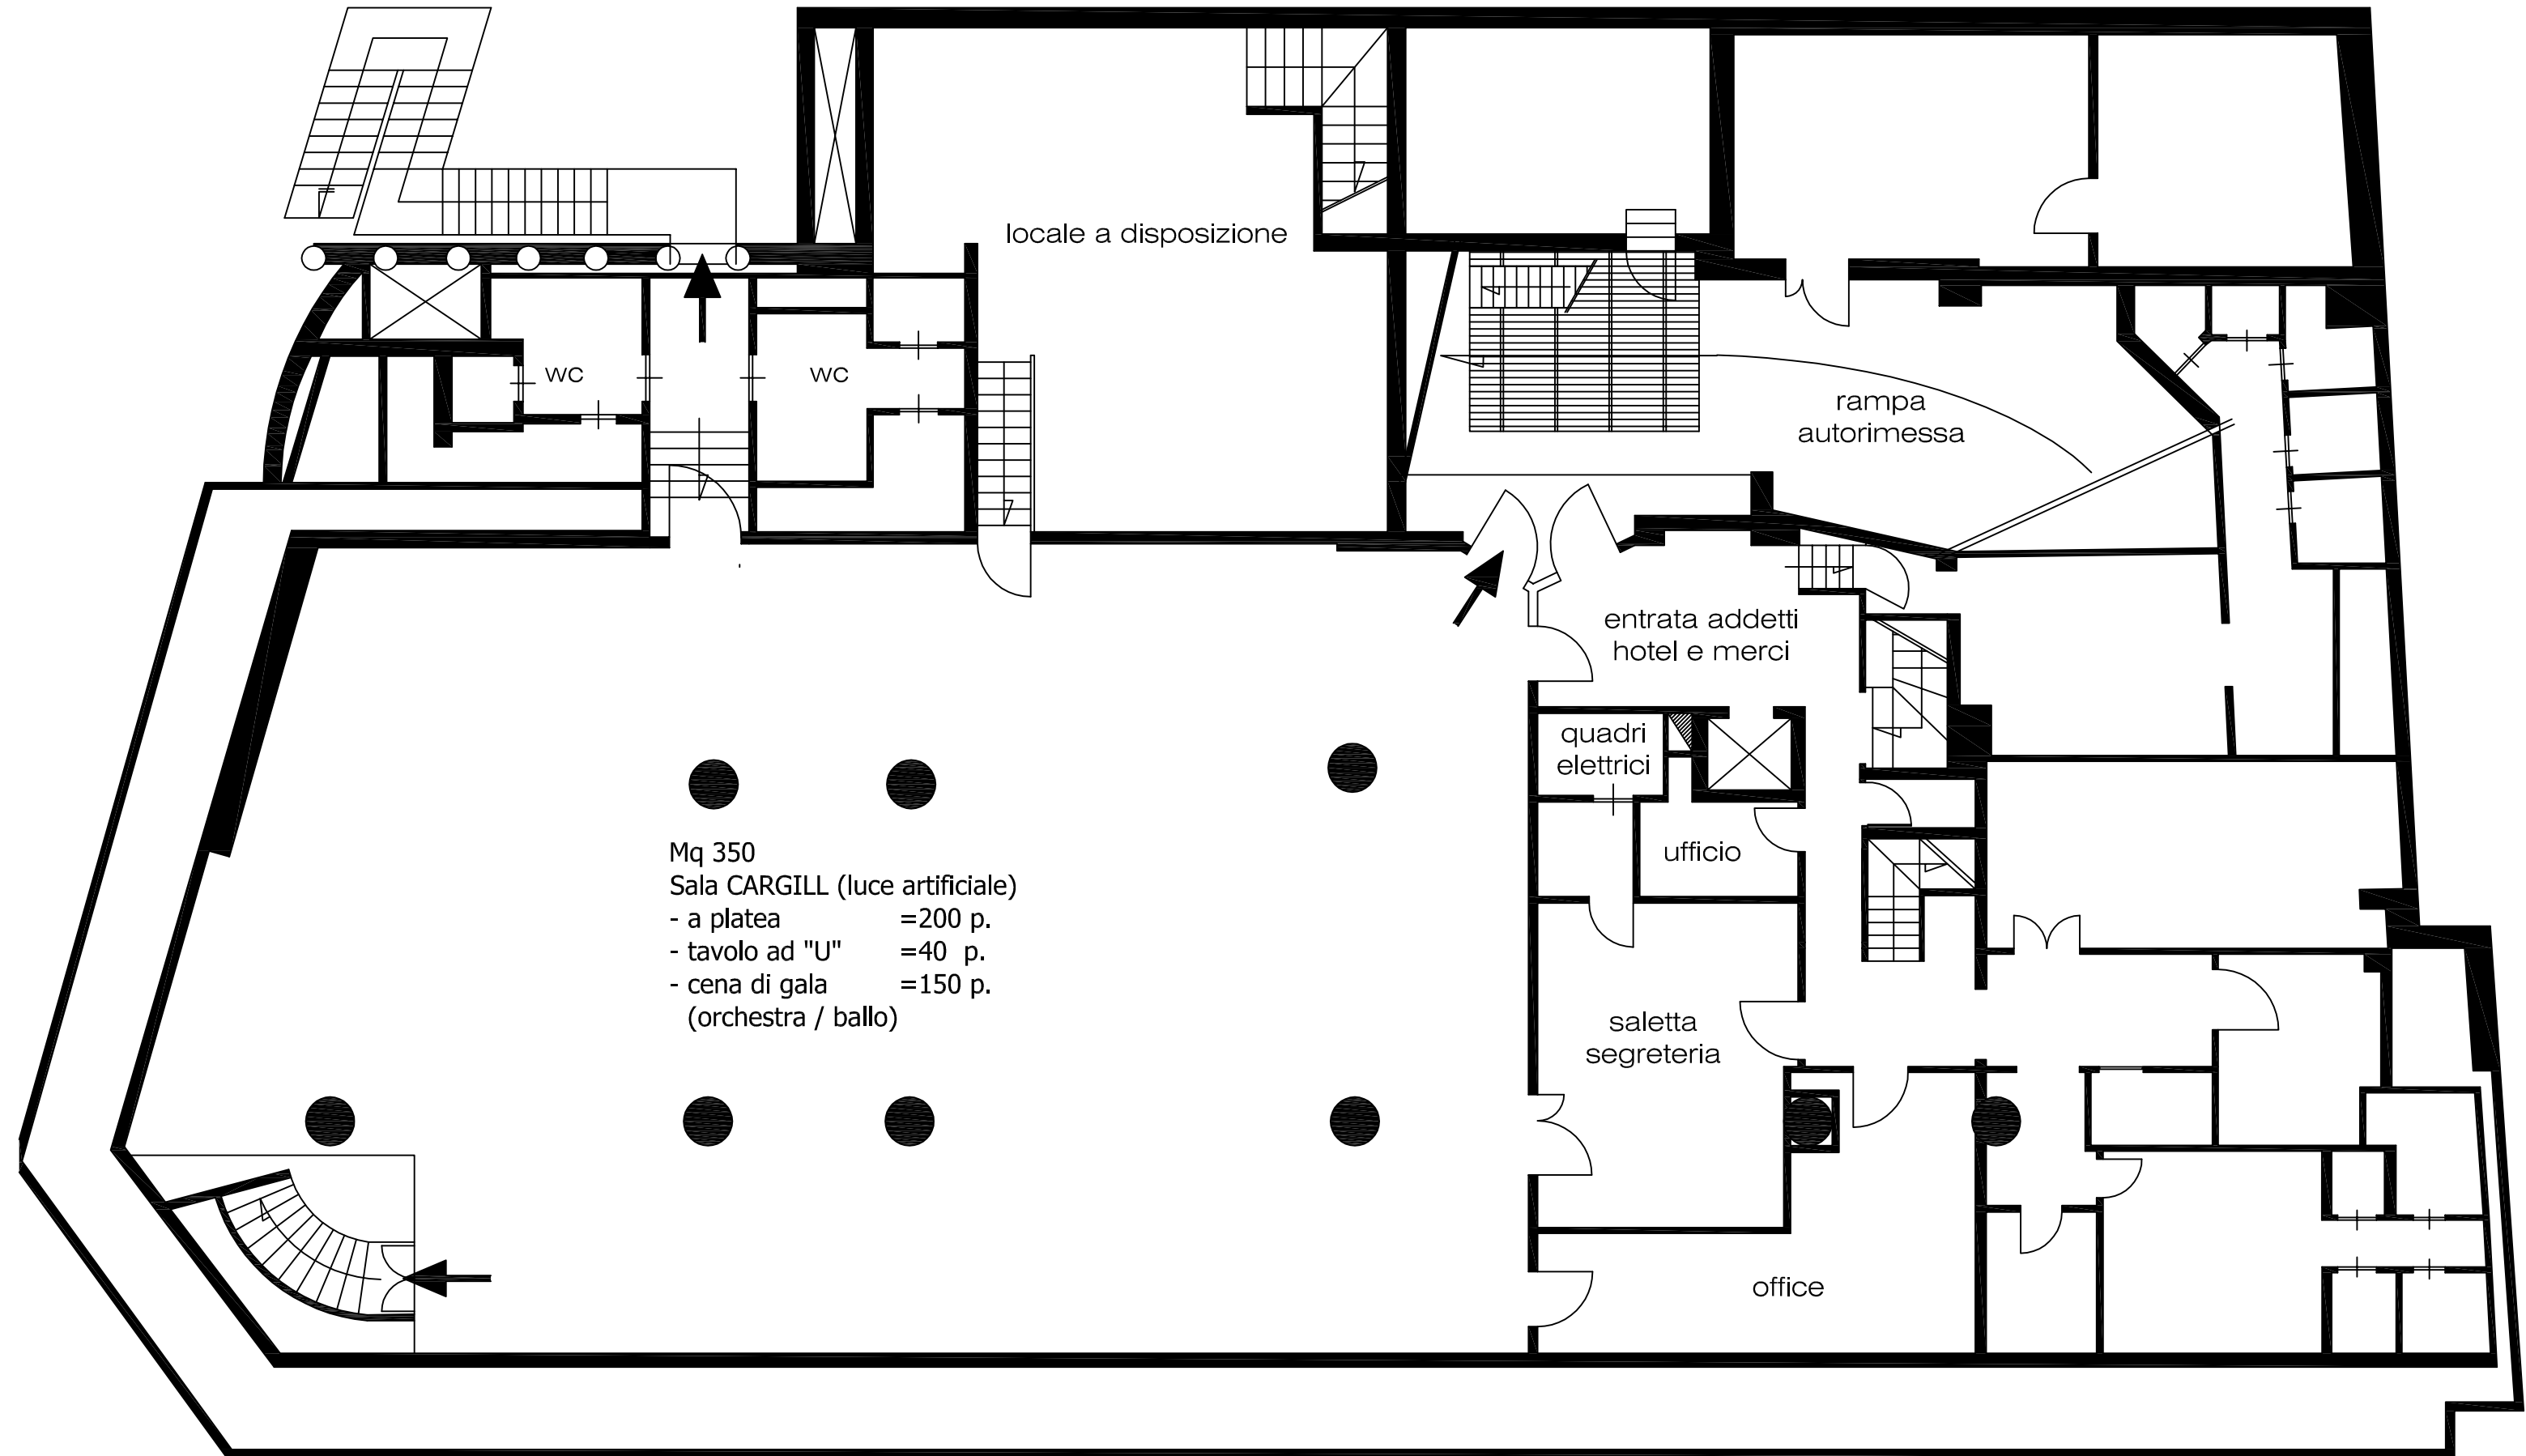 locale a disposizione
wc
wc
rampa
autorimessa
entrata addetti
hotel e merci
quadri
elettrici
ufficio
Mq 350
Sala CARGILL (luce artificiale)
- a platea =200 p.
- tavolo ad "U" =40 p.
- cena di gala =150 p.
(orchestra / ballo)
saletta
segreteria
office